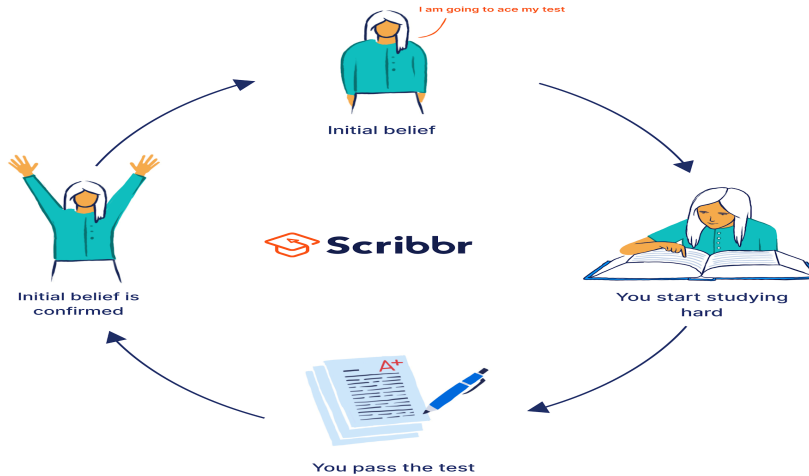 I am going to ace my test
Initial belief
You start studying
hard
You pass the test
A+
Initial belief is
confirmed
Scribbr